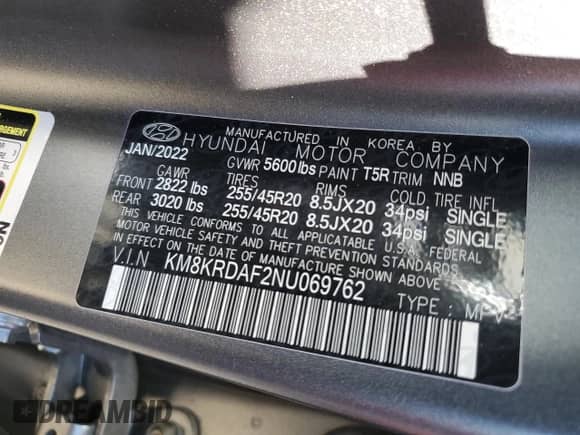 MANUFACTURED IN KOREA BY
HYUNDAI MOTOR COMPANY
JAN/2022 GVWR 5600lbs PAINT T5R TRIM NNB
GAWR TIRES RIMS COLD TIRE INFL
FRONT 2822 lbs 255/45R20 8.5JX20 34psi SINGLE
REAR 3020 lbs 255/45R20 8.5JX20 34psi SINGLE
THIS VEHICLE CONFORMS TO ALL APPLICABLE U.S.A. FEDERAL
MOTOR VEHICLE SAFETY AND THEFT PREVENTION STANDARDS
IN EFFECT ON THE DATE OF MANUFACTURE SHOWN ABOVE.
V.I.N KM8KRDAF2NU069762
TYPE : MPV
DREAMBID